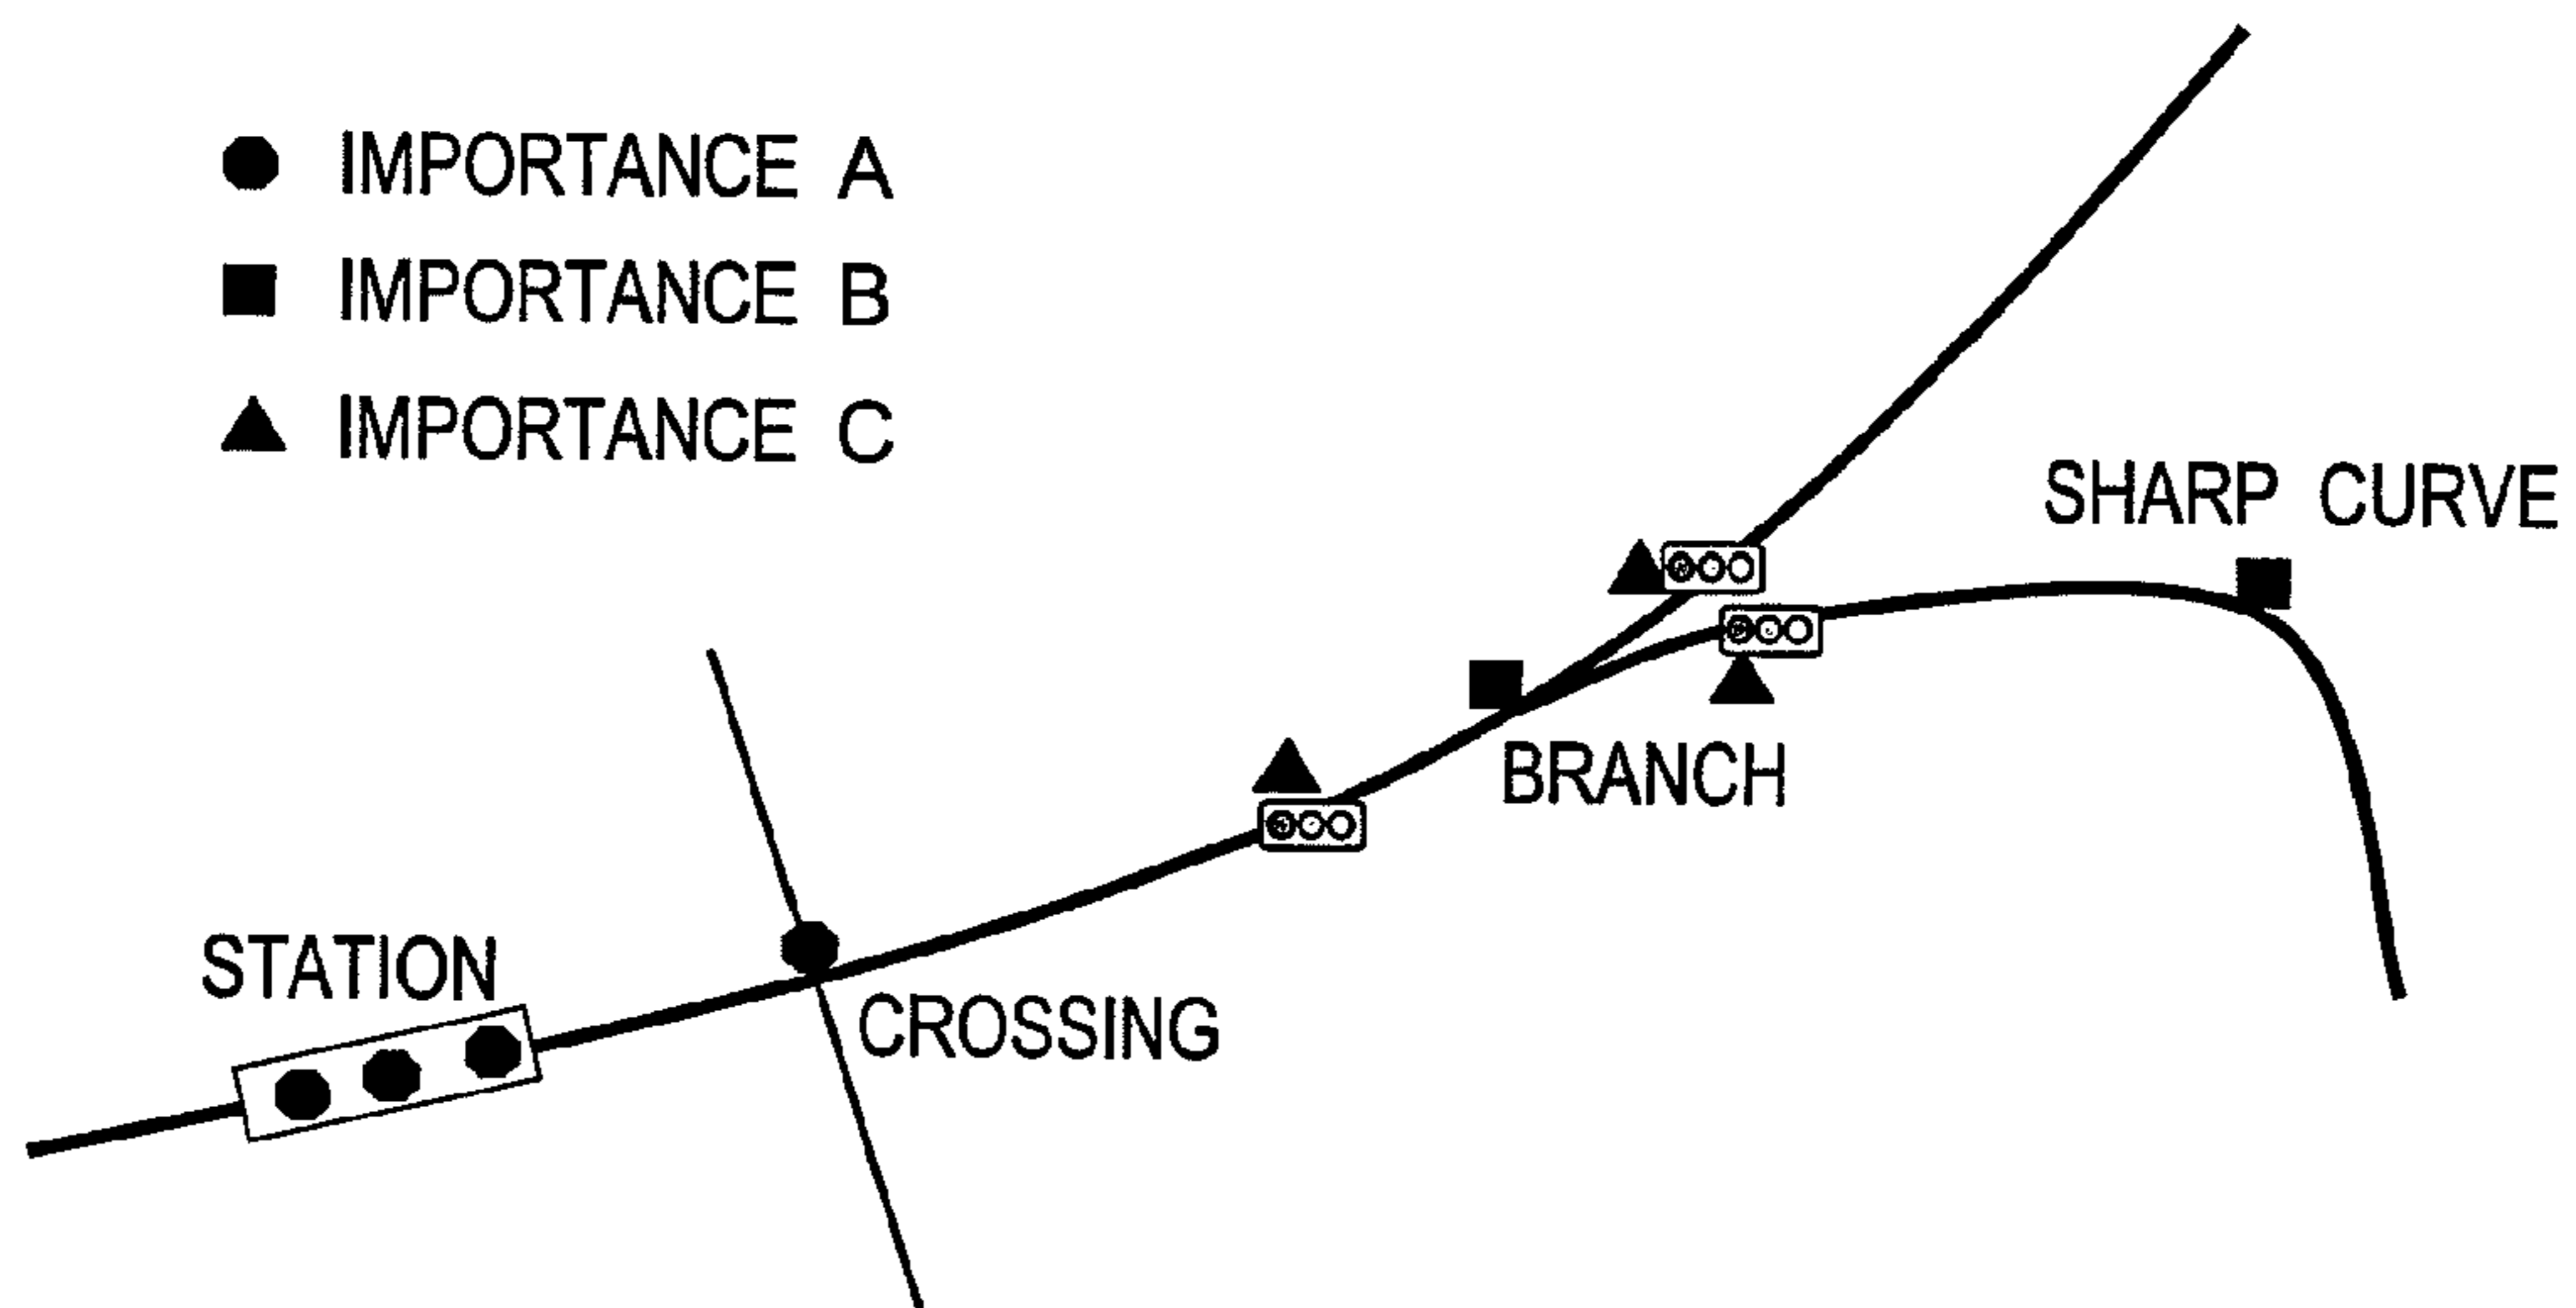 IMPORTANCE A
IMPORTANCE B
IMPORTANCE C
SHARP CURVE
BRANCH
STATION
CROSSING